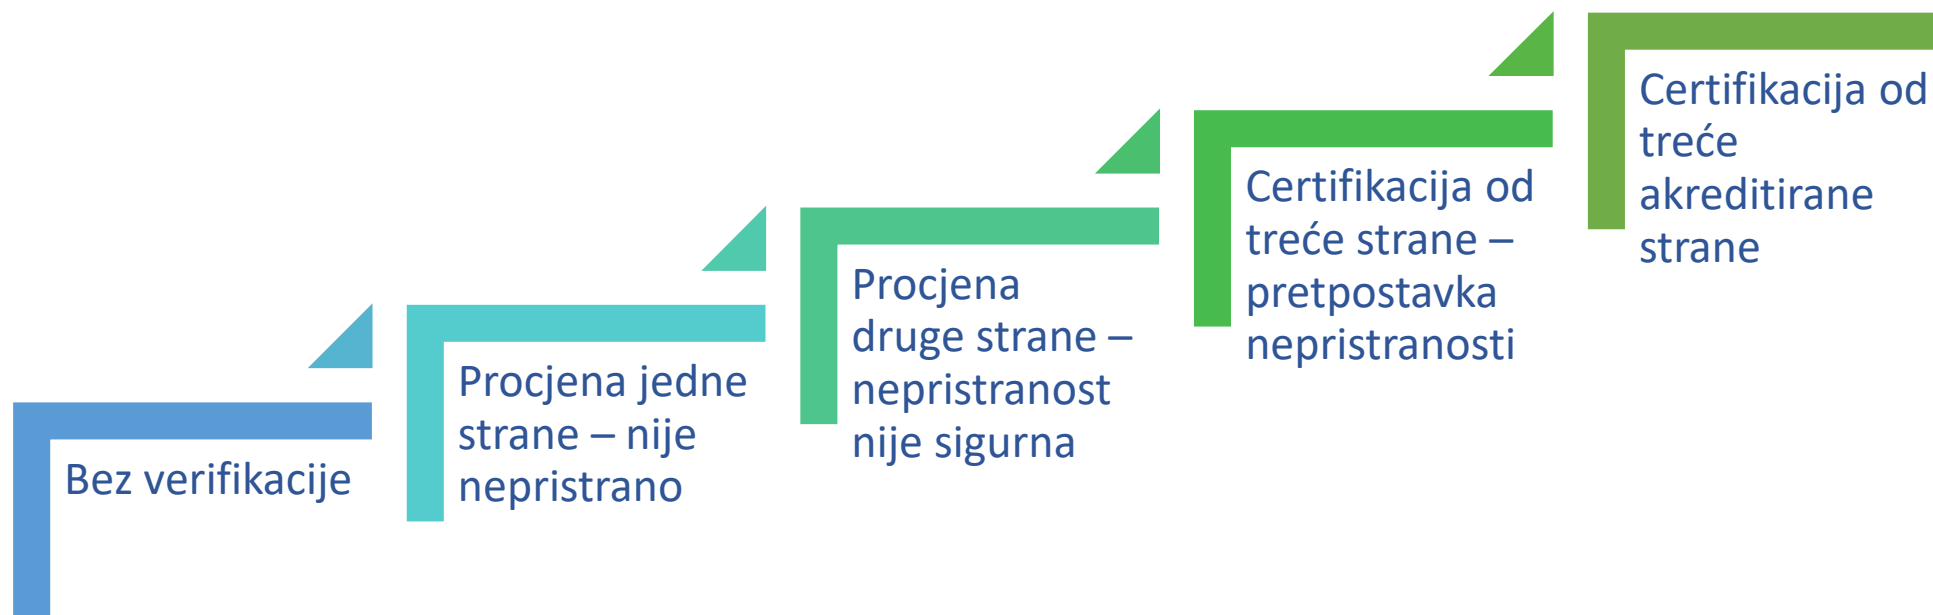 Bez verifikacije
Procjena jedne
strane – nije
nepristrano
Procjena
druge strane –
nepristranost
nije sigurna
Certifikacija od
treće strane –
pretpostavka
nepristranosti
Certifikacija od
treće
akreditirane
strane